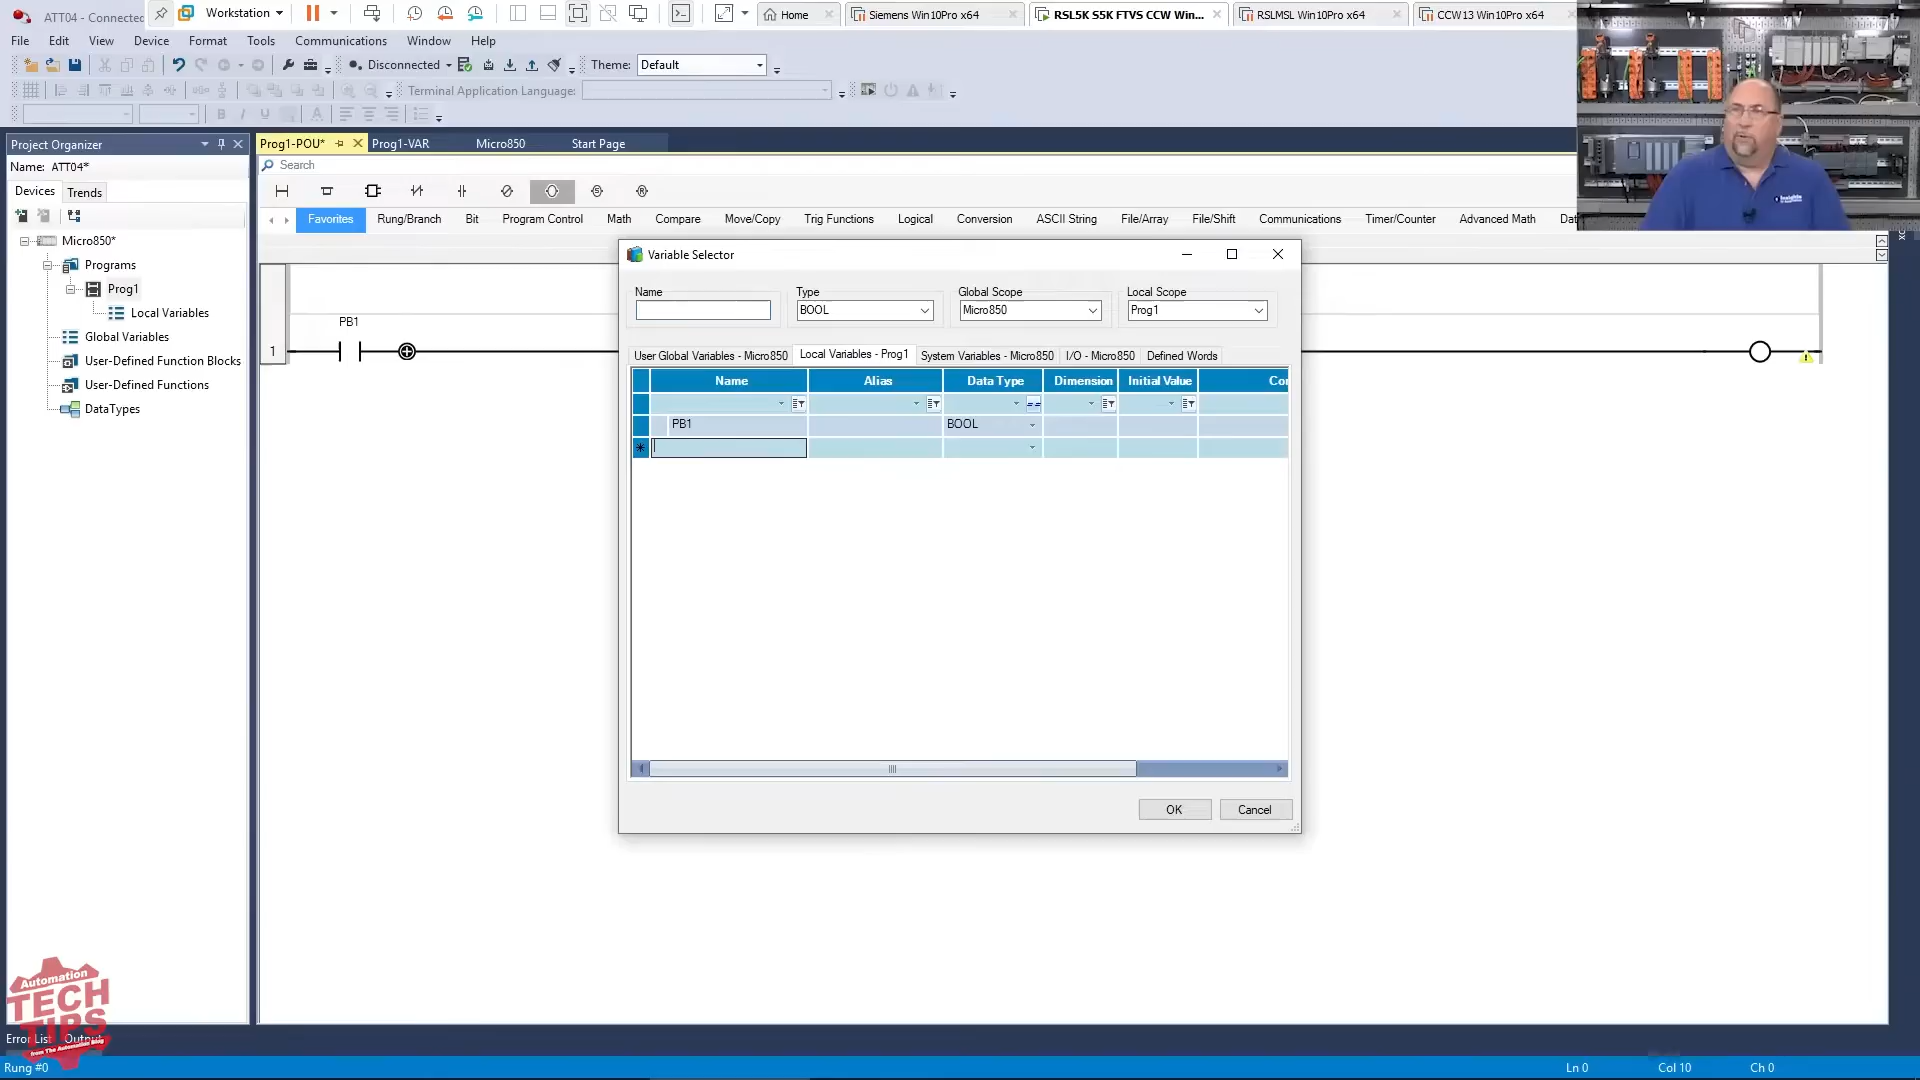 ATT04 - Connected
Workstation
Home
Siemens Win10Pro x64
RSL5K S5K FTVS CCW Win...
RSLMSL Win10Pro x64
CCW13 Win10Pro x64
File Edit View Device Format Tools Communications Window Help
Disconnected
Theme: Default
Terminal Application Language:
B I U A
Project Organizer
Name: ATT04*
Devices Trends
Micro850*
Programs
Prog1
Local Variables
Global Variables
User-Defined Function Blocks
User-Defined Functions
DataTypes
Prog1-POU* Prog1-VAR Micro850 Start Page
Search
Favorites Rung/Branch Bit Program Control Math Compare Move/Copy Trig Functions Logical Conversion ASCII String File/Array File/Shift Communications Timer/Counter Advanced Math Dat
PB1
1
Variable Selector
Name Type Global Scope Local Scope
BOOL Micro850 Prog1
User Global Variables - Micro850 Local Variables - Prog1 System Variables - Micro850 I/O - Micro850 Defined Words
Name Alias Data Type Dimension Initial Value Co
PB1 BOOL
OK Cancel
Automation
TECH
TIPS
from The Automation Blog
Error List Output
Rung #0
Ln 0 Col 10 Ch 0